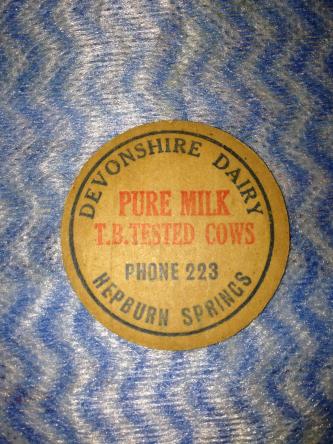 DEVONSHIRE DAIRY
PURE MILK
T.B.TESTED COWS
PHONE 223
HEPBURN SPRINGS